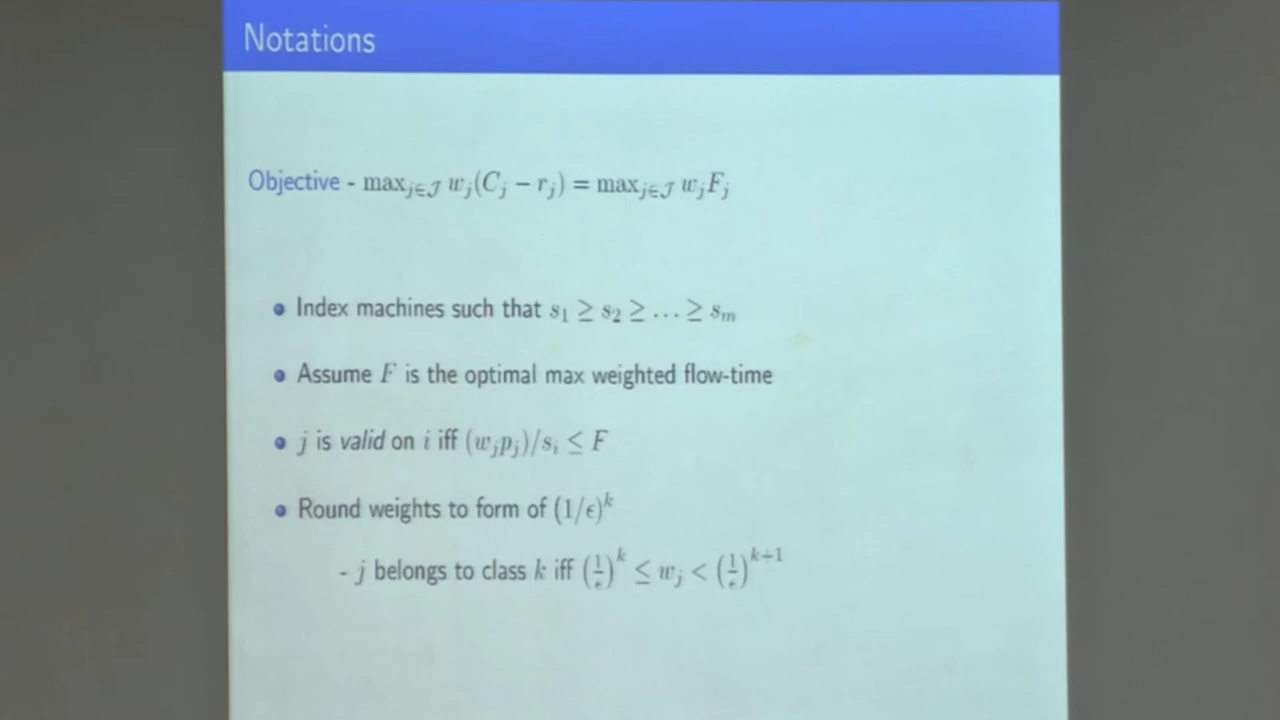 Notations
Objective - max_{j∈𝒥} w_j(C_j − r_j) = max_{j∈𝒥} w_jF_j
Index machines such that s_1 ≥ s_2 ≥ … ≥ s_m
Assume F is the optimal max weighted flow-time
j is valid on i iff (w_jp_j)/s_i ≤ F
Round weights to form of (1/ϵ)^k
- j belongs to class k iff (1/ϵ)^k ≤ w_j < (1/ϵ)^{k+1}